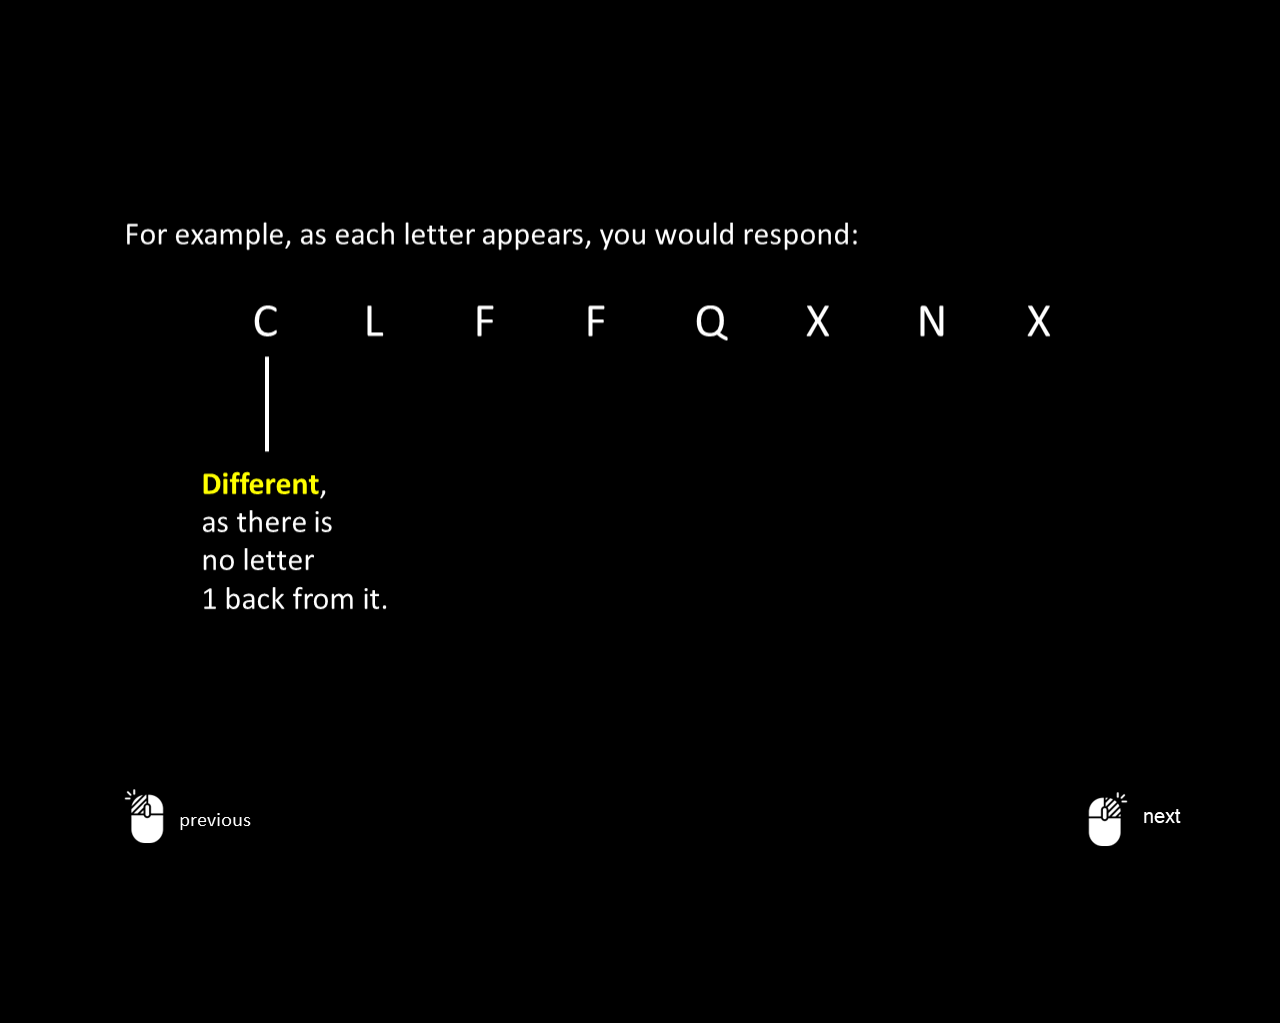 For example, as each letter appears, you would respond:
C L F F Q X N X
Different,
as there is
no letter
1 back from it.
previous
next